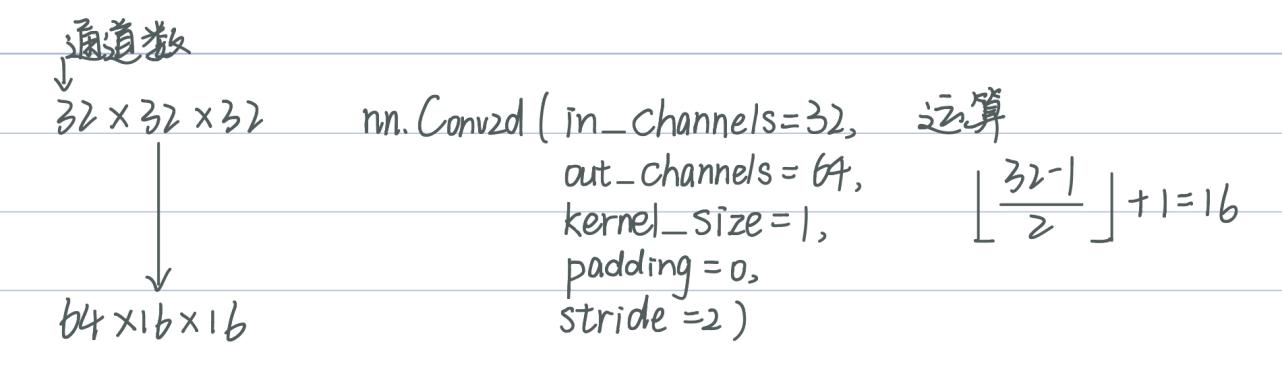 通道数
↓
32×32×32
nn.Conv2d(in_channels=32,
out_channels=64,
kernel_size=1,
padding=0,
stride=2)
运算
⌊(32-1)/2⌋+1=16
64×16×16